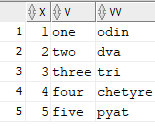 X V VV
1 1 one odin
2 2 two dva
3 3 three tri
4 4 four chetyre
5 5 five pyat